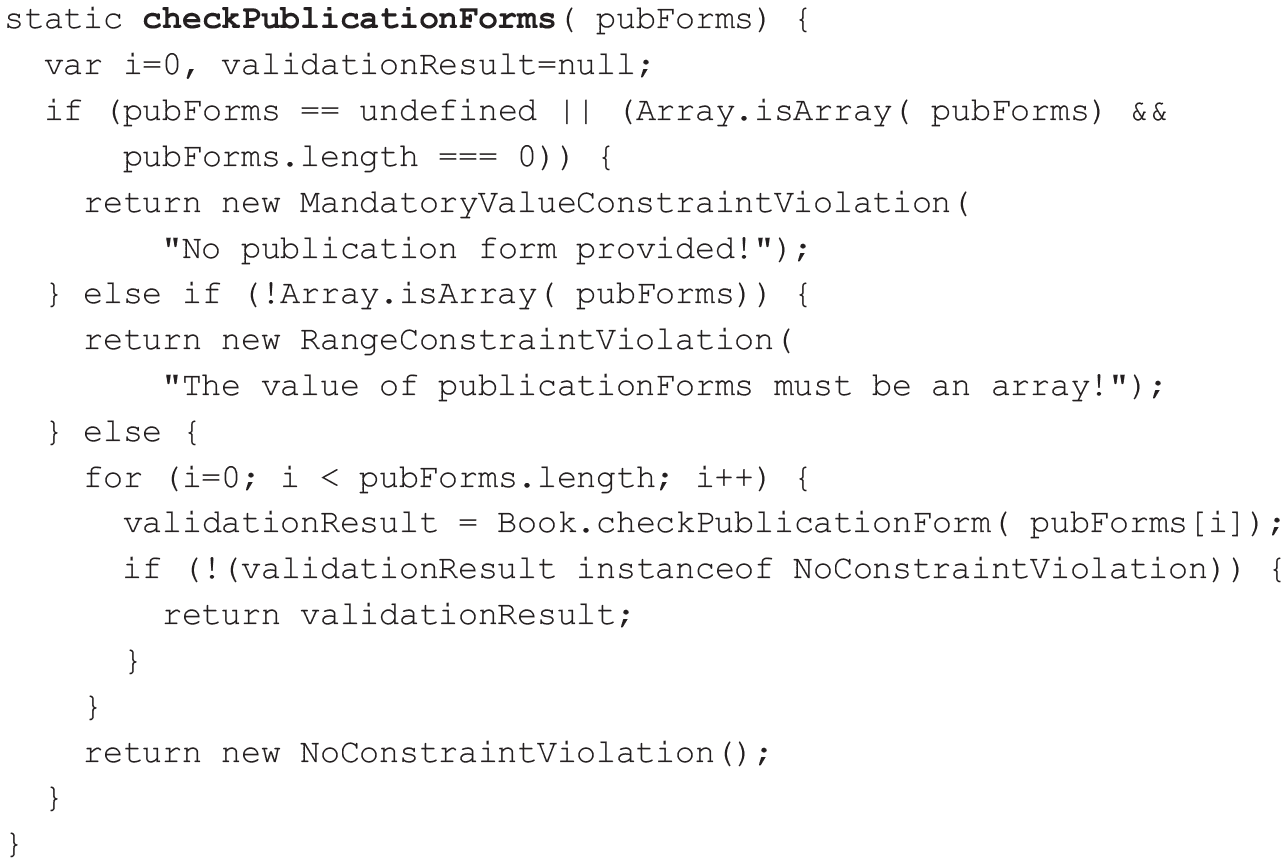 static checkPublicationForms( pubForms) {
  var i=0, validationResult=null;
  if (pubForms == undefined || (Array.isArray( pubForms) &&
      pubForms.length === 0)) {
    return new MandatoryValueConstraintViolation(
        "No publication form provided!");
  } else if (!Array.isArray( pubForms)) {
    return new RangeConstraintViolation(
        "The value of publicationForms must be an array!");
  } else {
    for (i=0; i < pubForms.length; i++) {
      validationResult = Book.checkPublicationForm( pubForms[i]);
      if (!(validationResult instanceof NoConstraintViolation)) {
        return validationResult;
      }
    }
    return new NoConstraintViolation();
  }
}